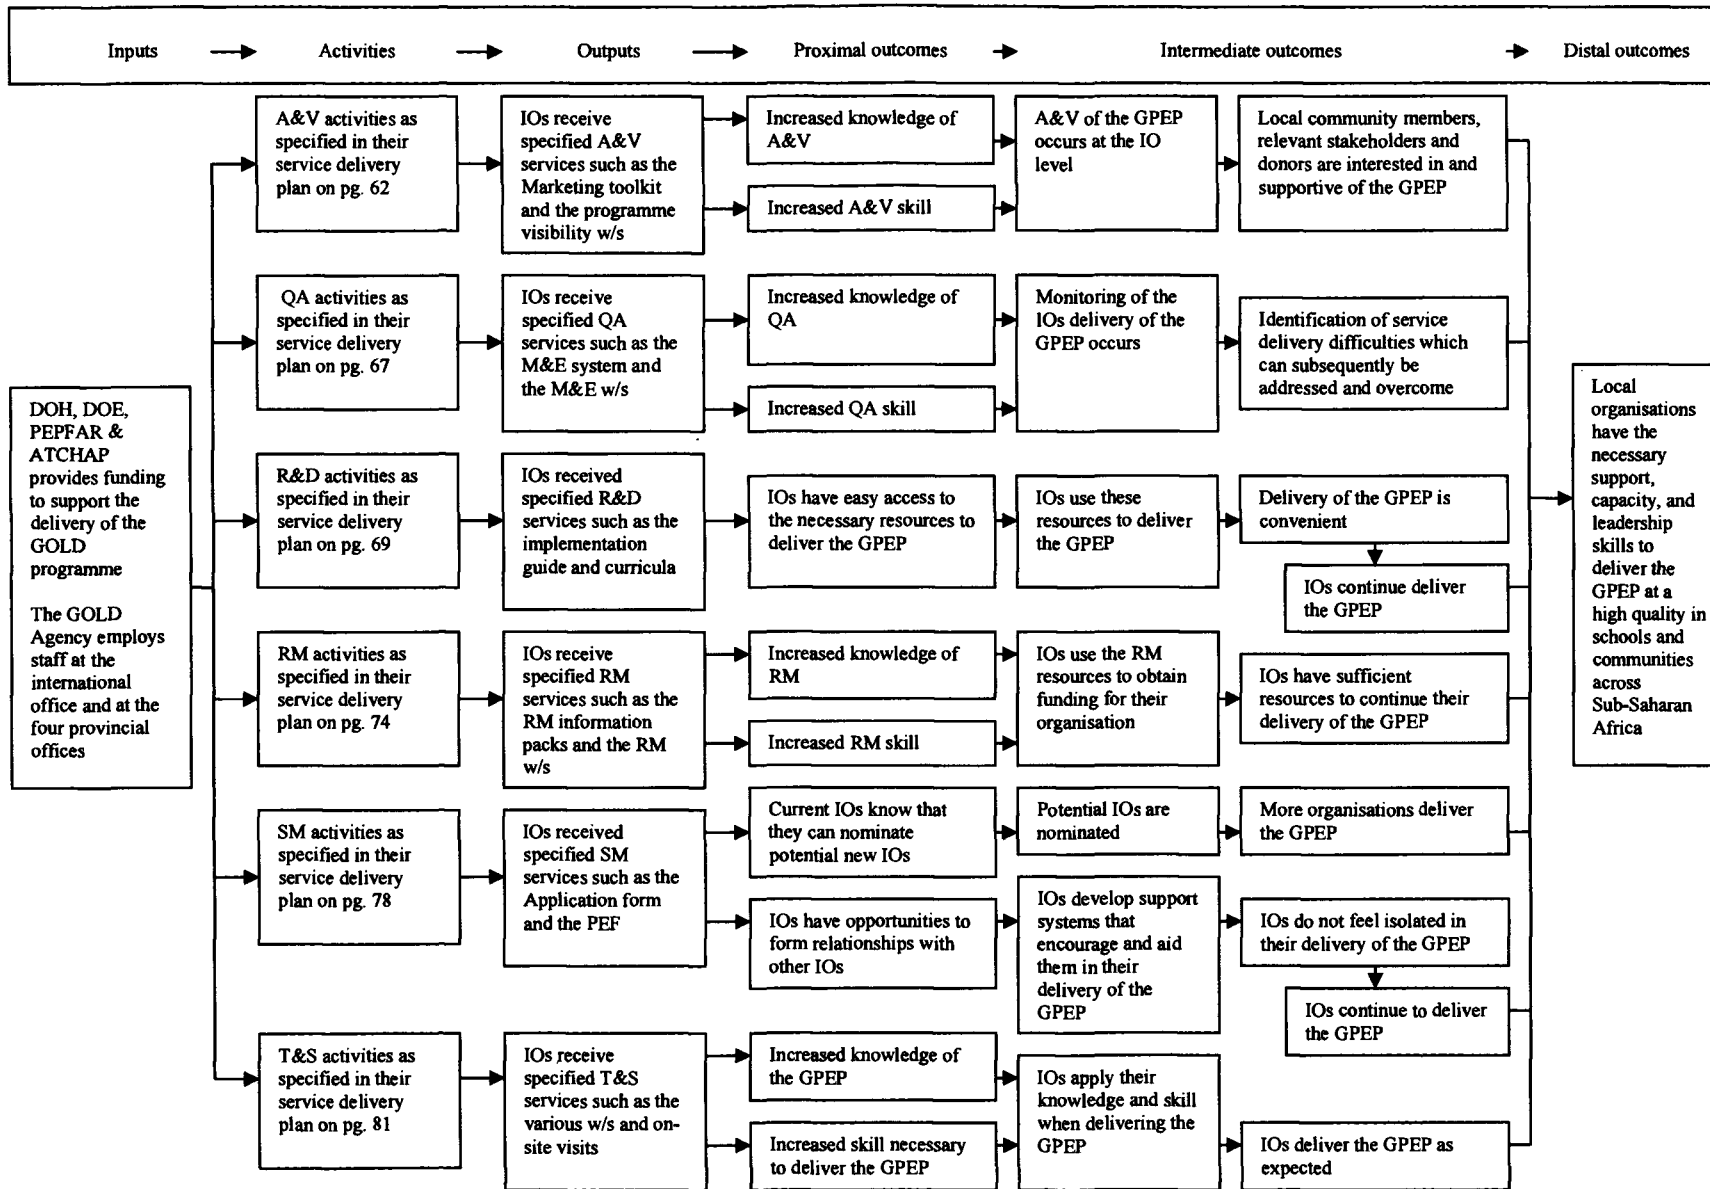 Inputs
Activities
Outputs
Proximal outcomes
Intermediate outcomes
Distal outcomes
DOH, DOE,
PEPFAR &
ATCHAP
provides funding
to support the
delivery of the
GOLD
programme
The GOLD
Agency employs
staff at the
international
office and at the
four provincial
offices
A&V activities as
specified in their
service delivery
plan on pg. 62
IOs receive
specified A&V
services such as the
Marketing toolkit
and the programme
visibility w/s
Increased knowledge of
A&V
Increased A&V skill
A&V of the GPEP
occurs at the IO
level
Local community members,
relevant stakeholders and
donors are interested in and
supportive of the GPEP
QA activities as
specified in their
service delivery
plan on pg. 67
IOs receive
specified QA
services such as the
M&E system and
the M&E w/s
Increased knowledge of
QA
Increased QA skill
Monitoring of the
IOs delivery of the
GPEP occurs
Identification of service
delivery difficulties which
can subsequently be
addressed and overcome
R&D activities as
specified in their
service delivery
plan on pg. 69
IOs received
specified R&D
services such as the
implementation
guide and curricula
IOs have easy access to
the necessary resources to
deliver the GPEP
IOs use these
resources to deliver
the GPEP
Delivery of the GPEP is
convenient
IOs continue deliver
the GPEP
RM activities as
specified in their
service delivery
plan on pg. 74
IOs receive
specified RM
services such as the
RM information
packs and the RM
w/s
Increased knowledge of
RM
Increased RM skill
IOs use the RM
resources to obtain
funding for their
organisation
IOs have sufficient
resources to continue their
delivery of the GPEP
SM activities as
specified in their
service delivery
plan on pg. 78
IOs received
specified SM
services such as the
Application form
and the PEF
Current IOs know that
they can nominate
potential new IOs
Potential IOs are
nominated
More organisations deliver
the GPEP
IOs have opportunities to
form relationships with
other IOs
IOs develop support
systems that
encourage and aid
them in their
delivery of the
GPEP
IOs do not feel isolated in
their delivery of the GPEP
IOs continue to deliver
the GPEP
T&S activities as
specified in their
service delivery
plan on pg. 81
IOs receive
specified T&S
services such as the
various w/s and on-
site visits
Increased knowledge of
the GPEP
Increased skill necessary
to deliver the GPEP
IOs apply their
knowledge and skill
when delivering the
GPEP
IOs deliver the GPEP as
expected
Local
organisations
have the
necessary
support,
capacity, and
leadership
skills to
deliver the
GPEP at a
high quality in
schools and
communities
across
Sub-Saharan
Africa